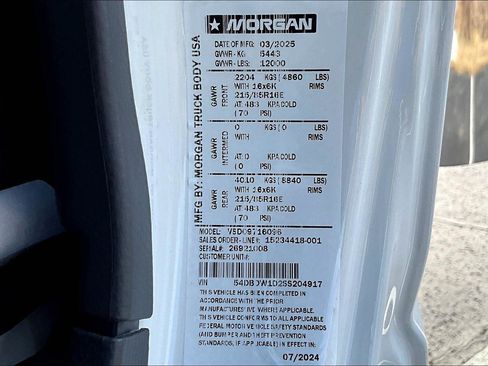 MORGAN
DATE OF MFG: 03/2025
GVWR-KG: 5443
GVWR-LBS: 12000
MFG BY: MORGAN TRUCK BODY USA
GAWR FRONT
2204 KGS ( 4860 LBS)
WITH 16x6K RIMS
215/85R16E
AT: 483 KPA COLD
( 70 PSI)
GAWR INTERMED
0 KGS ( 0 LBS)
WITH RIMS
AT: 0 KPA COLD
( 0 PSI)
GAWR REAR
4010 KGS ( 8840 LBS)
WITH 16x6K RIMS
215/85R16E
AT: 483 KPA COLD
( 70 PSI)
MODEL: VSD09716096
SALES ORDER-LINE#: 15234418-001
SERIAL#: 26921008
CUSTOMER UNIT#:
VIN 54DBDW1D2SS204917
THIS VEHICLE HAS BEEN COMPLETED IN
ACCORDANCE WITH THE PRIOR
MANUFACTURERS IVD WHERE APPLICABLE.
THIS VEHICLE CONFORMS TO ALL APPLICABLE
FEDERAL MOTOR VEHICLE SAFETY STANDARDS
(AND BUMPER AND THEFT PREVENTION
STANDARDS, IF APPLICABLE) IN EFFECT IN:
07/2024